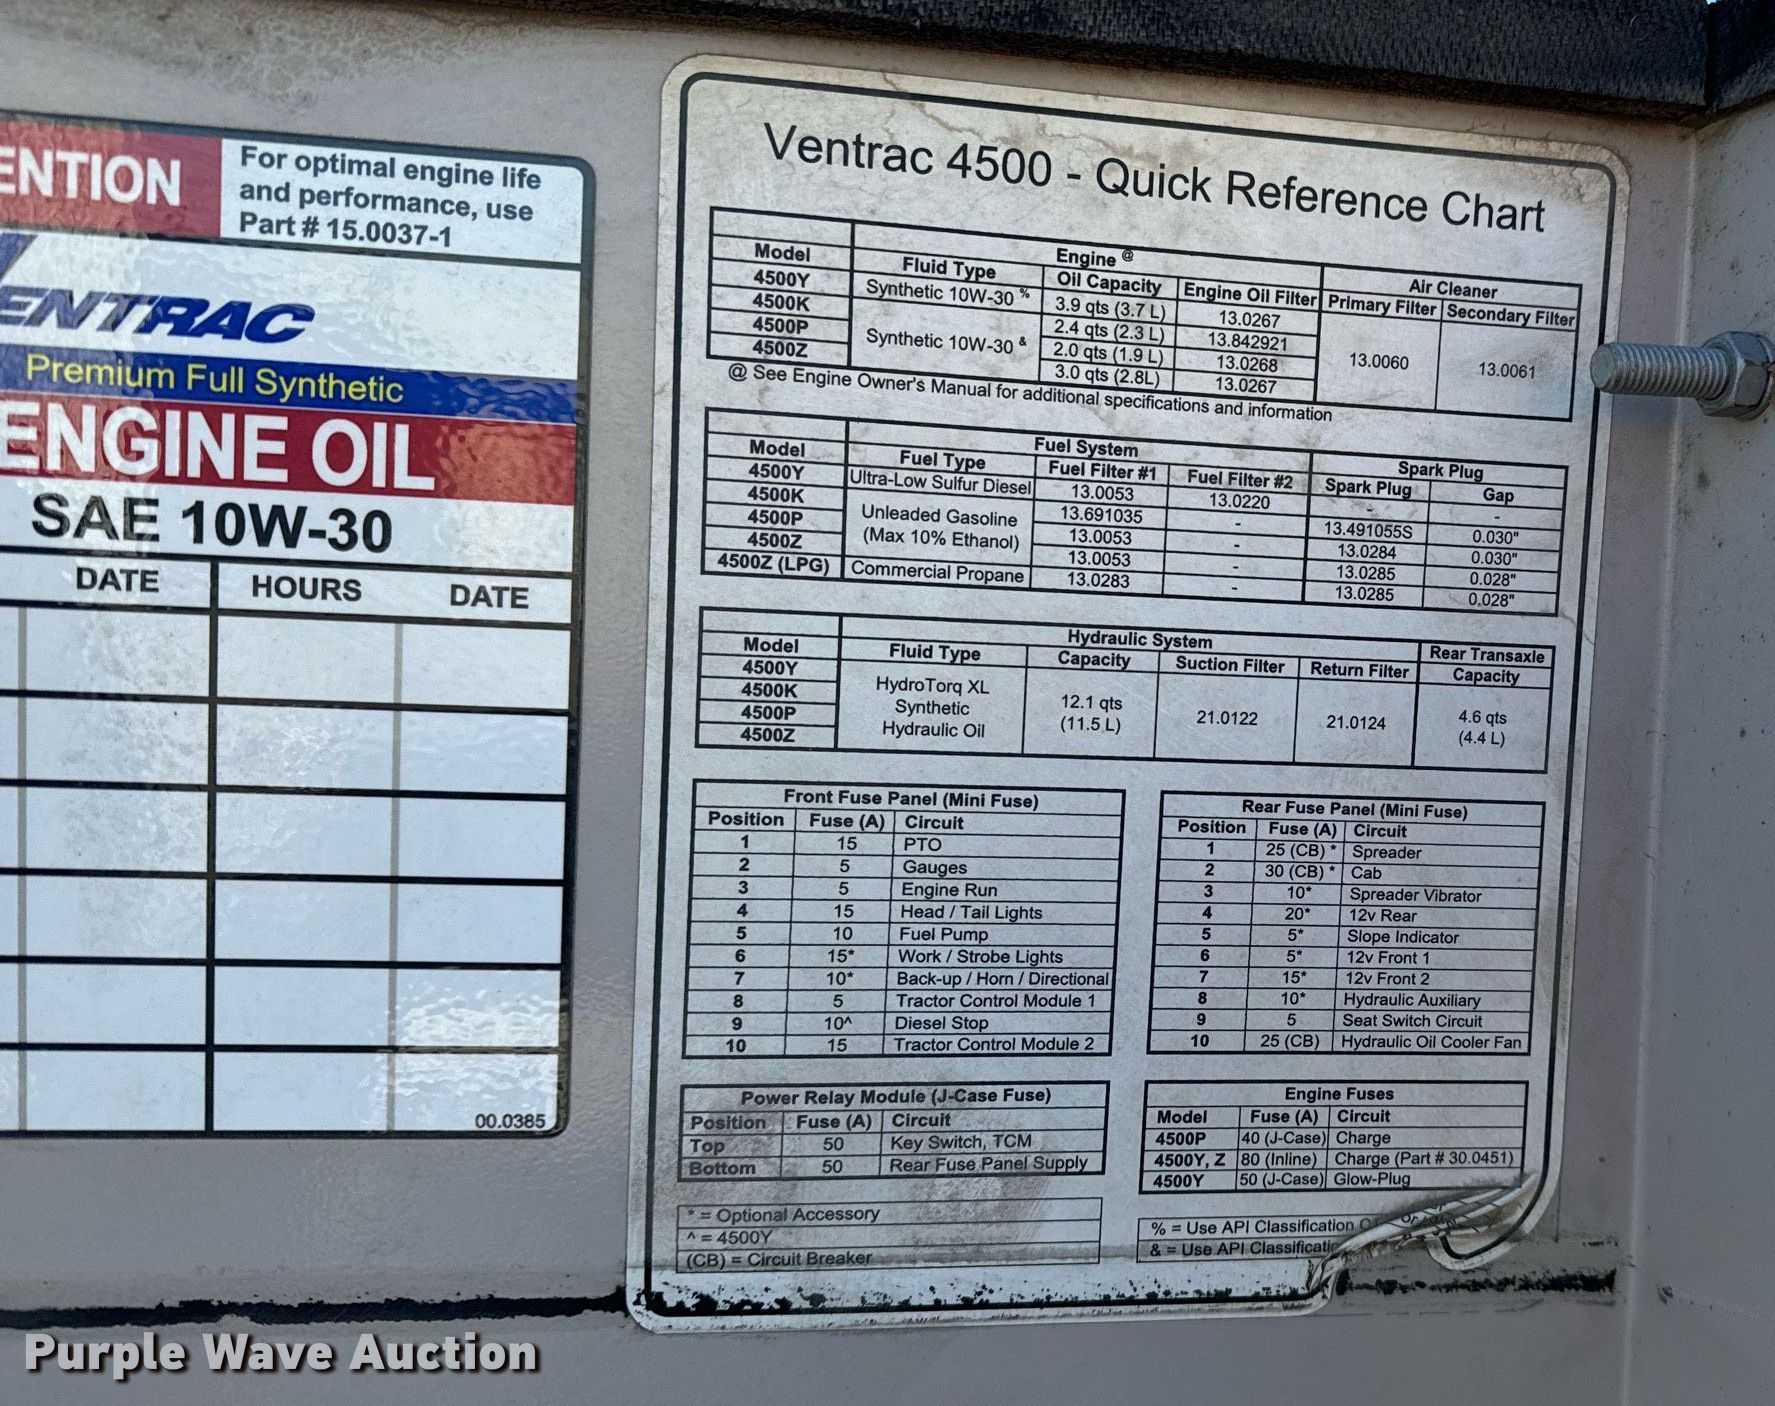 ENTION
For optimal engine life
and performance, use
Part # 15.0037-1
ENTRAC
Premium Full Synthetic
ENGINE OIL
SAE 10W-30
DATE HOURS DATE
00.0385
Ventrac 4500 - Quick Reference Chart
Engine @ Air Cleaner
Model Fluid Type Oil Capacity Engine Oil Filter Primary Filter Secondary Filter
4500Y Synthetic 10W-30 % 3.9 qts (3.7 L) 13.0267 13.0060 13.0061
4500K Synthetic 10W-30 & 2.4 qts (2.3 L) 13.842921
4500P 2.0 qts (1.9 L) 13.0268
4500Z 3.0 qts (2.8L) 13.0267
@ See Engine Owner's Manual for additional specifications and information
Fuel System Spark Plug
Model Fuel Type Fuel Filter #1 Fuel Filter #2 Spark Plug Gap
4500Y Ultra-Low Sulfur Diesel 13.0053 13.0220 - -
4500K Unleaded Gasoline 13.691035 - 13.491055S 0.030"
4500P (Max 10% Ethanol) 13.0053 - 13.0284 0.030"
4500Z 13.0053 - 13.0285 0.028"
4500Z (LPG) Commercial Propane 13.0283 - 13.0285 0.028"
Hydraulic System Rear Transaxle
Model Fluid Type Capacity Suction Filter Return Filter Capacity
4500Y HydroTorq XL 12.1 qts 21.0122 21.0124 4.6 qts
4500K Synthetic (11.5 L) (4.4 L)
4500P Hydraulic Oil
4500Z
Front Fuse Panel (Mini Fuse)
Position Fuse (A) Circuit
1 15 PTO
2 5 Gauges
3 5 Engine Run
4 15 Head / Tail Lights
5 10 Fuel Pump
6 15* Work / Strobe Lights
7 10* Back-up / Horn / Directional
8 5 Tractor Control Module 1
9 10^ Diesel Stop
10 15 Tractor Control Module 2
Rear Fuse Panel (Mini Fuse)
Position Fuse (A) Circuit
1 25 (CB) * Spreader
2 30 (CB) * Cab
3 10* Spreader Vibrator
4 20* 12v Rear
5 5* Slope Indicator
6 5* 12v Front 1
7 15* 12v Front 2
8 10* Hydraulic Auxiliary
9 5 Seat Switch Circuit
10 25 (CB) Hydraulic Oil Cooler Fan
Power Relay Module (J-Case Fuse)
Position Fuse (A) Circuit
Top 50 Key Switch, TCM
Bottom 50 Rear Fuse Panel Supply
Engine Fuses
Model Fuse (A) Circuit
4500P 40 (J-Case) Charge
4500Y, Z 80 (Inline) Charge (Part # 30.0451)
4500Y 50 (J-Case) Glow-Plug
* = Optional Accessory
^ = 4500Y
(CB) = Circuit Breaker
% = Use API Classification
& = Use API
Purple Wave Auction